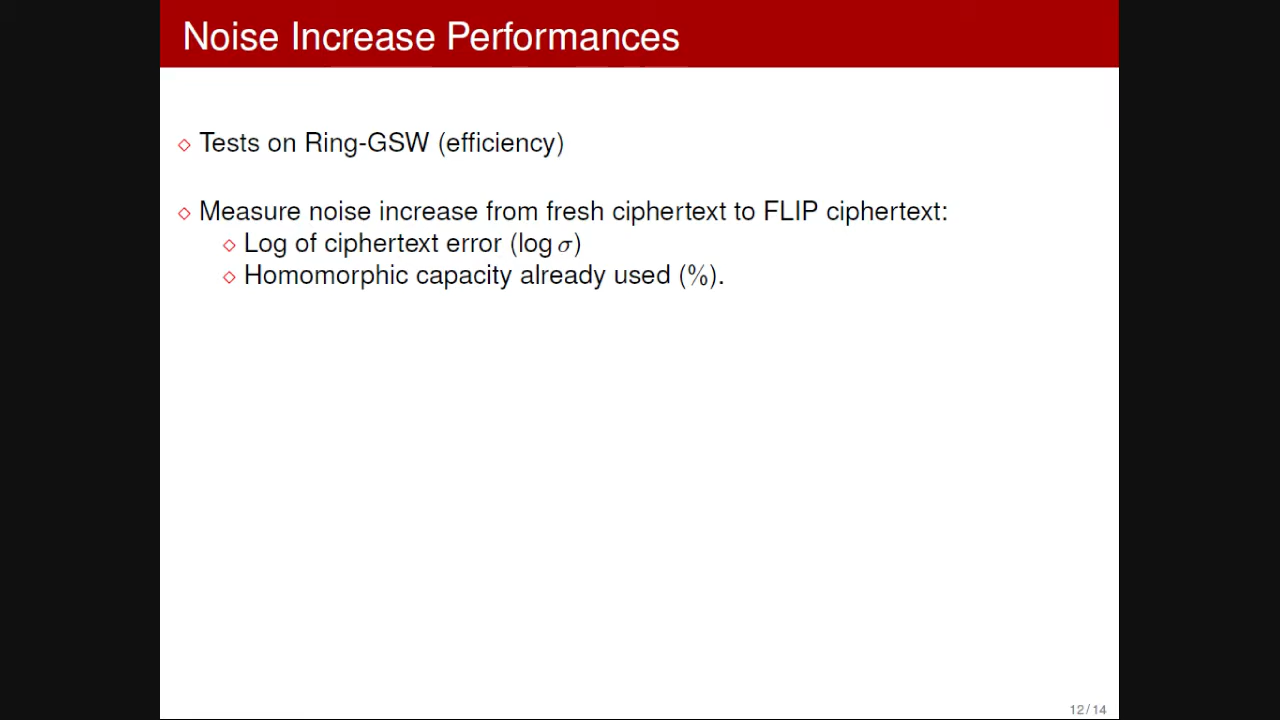 Noise Increase Performances
⋄ Tests on Ring-GSW (efficiency)
⋄ Measure noise increase from fresh ciphertext to FLIP ciphertext:
⋄ Log of ciphertext error (log σ)
⋄ Homomorphic capacity already used (%).
12/14